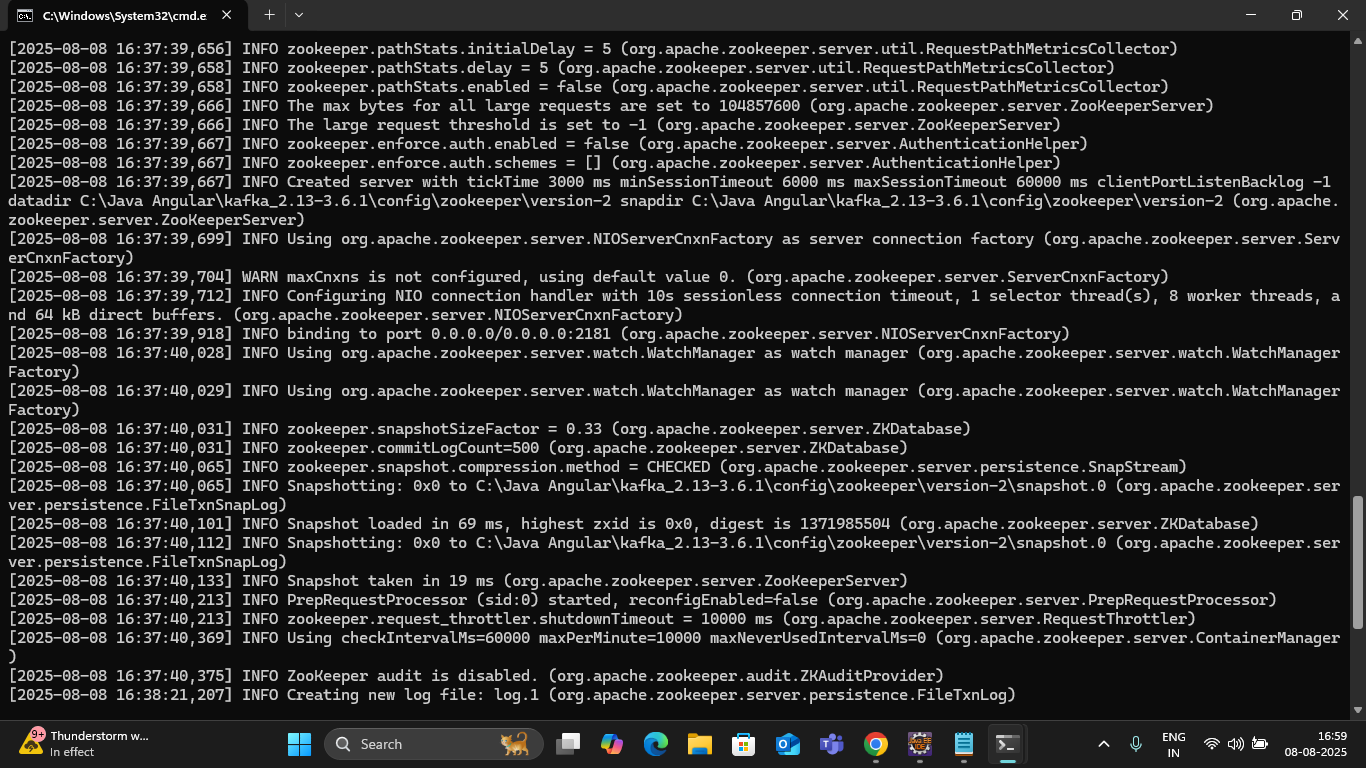 C:\Windows\System32\cmd.e
[2025-08-08 16:37:39,656] INFO zookeeper.pathStats.initialDelay = 5 (org.apache.zookeeper.server.util.RequestPathMetricsCollector)
[2025-08-08 16:37:39,658] INFO zookeeper.pathStats.delay = 5 (org.apache.zookeeper.server.util.RequestPathMetricsCollector)
[2025-08-08 16:37:39,658] INFO zookeeper.pathStats.enabled = false (org.apache.zookeeper.server.util.RequestPathMetricsCollector)
[2025-08-08 16:37:39,666] INFO The max bytes for all large requests are set to 104857600 (org.apache.zookeeper.server.ZooKeeperServer)
[2025-08-08 16:37:39,666] INFO The large request threshold is set to -1 (org.apache.zookeeper.server.ZooKeeperServer)
[2025-08-08 16:37:39,667] INFO zookeeper.enforce.auth.enabled = false (org.apache.zookeeper.server.AuthenticationHelper)
[2025-08-08 16:37:39,667] INFO zookeeper.enforce.auth.schemes = [] (org.apache.zookeeper.server.AuthenticationHelper)
[2025-08-08 16:37:39,667] INFO Created server with tickTime 3000 ms minSessionTimeout 6000 ms maxSessionTimeout 60000 ms clientPortListenBacklog -1
datadir C:\Java Angular\kafka_2.13-3.6.1\config\zookeeper\version-2 snapdir C:\Java Angular\kafka_2.13-3.6.1\config\zookeeper\version-2 (org.apache.
zookeeper.server.ZooKeeperServer)
[2025-08-08 16:37:39,699] INFO Using org.apache.zookeeper.server.NIOServerCnxnFactory as server connection factory (org.apache.zookeeper.server.Serv
erCnxnFactory)
[2025-08-08 16:37:39,704] WARN maxCnxns is not configured, using default value 0. (org.apache.zookeeper.server.ServerCnxnFactory)
[2025-08-08 16:37:39,712] INFO Configuring NIO connection handler with 10s sessionless connection timeout, 1 selector thread(s), 8 worker threads, a
nd 64 kB direct buffers. (org.apache.zookeeper.server.NIOServerCnxnFactory)
[2025-08-08 16:37:39,918] INFO binding to port 0.0.0.0/0.0.0.0:2181 (org.apache.zookeeper.server.NIOServerCnxnFactory)
[2025-08-08 16:37:40,028] INFO Using org.apache.zookeeper.server.watch.WatchManager as watch manager (org.apache.zookeeper.server.watch.WatchManager
Factory)
[2025-08-08 16:37:40,029] INFO Using org.apache.zookeeper.server.watch.WatchManager as watch manager (org.apache.zookeeper.server.watch.WatchManager
Factory)
[2025-08-08 16:37:40,031] INFO zookeeper.snapshotSizeFactor = 0.33 (org.apache.zookeeper.server.ZKDatabase)
[2025-08-08 16:37:40,031] INFO zookeeper.commitLogCount=500 (org.apache.zookeeper.server.ZKDatabase)
[2025-08-08 16:37:40,065] INFO zookeeper.snapshot.compression.method = CHECKED (org.apache.zookeeper.server.persistence.SnapStream)
[2025-08-08 16:37:40,065] INFO Snapshotting: 0x0 to C:\Java Angular\kafka_2.13-3.6.1\config\zookeeper\version-2\snapshot.0 (org.apache.zookeeper.ser
ver.persistence.FileTxnSnapLog)
[2025-08-08 16:37:40,101] INFO Snapshot loaded in 69 ms, highest zxid is 0x0, digest is 1371985504 (org.apache.zookeeper.server.ZKDatabase)
[2025-08-08 16:37:40,112] INFO Snapshotting: 0x0 to C:\Java Angular\kafka_2.13-3.6.1\config\zookeeper\version-2\snapshot.0 (org.apache.zookeeper.ser
ver.persistence.FileTxnSnapLog)
[2025-08-08 16:37:40,133] INFO Snapshot taken in 19 ms (org.apache.zookeeper.server.ZooKeeperServer)
[2025-08-08 16:37:40,213] INFO PrepRequestProcessor (sid:0) started, reconfigEnabled=false (org.apache.zookeeper.server.PrepRequestProcessor)
[2025-08-08 16:37:40,213] INFO zookeeper.request_throttler.shutdownTimeout = 10000 ms (org.apache.zookeeper.server.RequestThrottler)
[2025-08-08 16:37:40,369] INFO Using checkIntervalMs=60000 maxPerMinute=10000 maxNeverUsedIntervalMs=0 (org.apache.zookeeper.server.ContainerManager
)
[2025-08-08 16:37:40,375] INFO ZooKeeper audit is disabled. (org.apache.zookeeper.audit.ZKAuditProvider)
[2025-08-08 16:38:21,207] INFO Creating new log file: log.1 (org.apache.zookeeper.server.persistence.FileTxnLog)
9+
Thunderstorm w...
In effect
Search
ENG
IN
16:59
08-08-2025